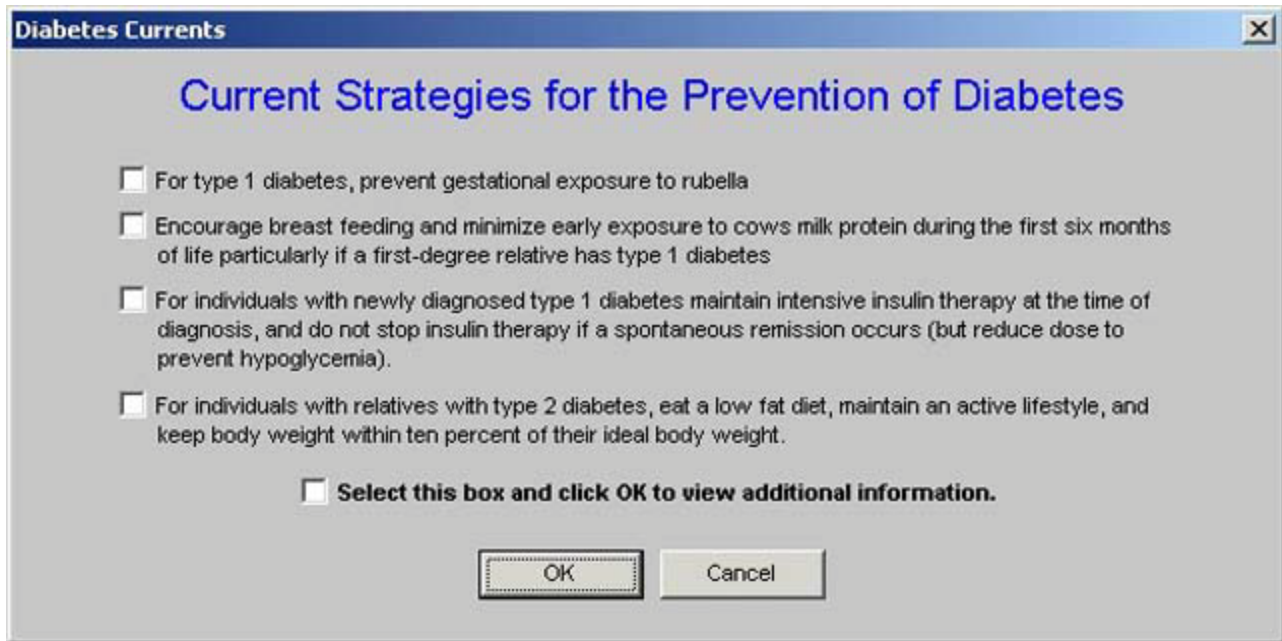 Diabetes Currents
Current Strategies for the Prevention of Diabetes
For type 1 diabetes, prevent gestational exposure to rubella
Encourage breast feeding and minimize early exposure to cows milk protein during the first six months
of life particularly if a first-degree relative has type 1 diabetes
For individuals with newly diagnosed type 1 diabetes maintain intensive insulin therapy at the time of
diagnosis, and do not stop insulin therapy if a spontaneous remission occurs (but reduce dose to
prevent hypoglycemia).
For individuals with relatives with type 2 diabetes, eat a low fat diet, maintain an active lifestyle, and
keep body weight within ten percent of their ideal body weight.
Select this box and click OK to view additional information.
OK
Cancel